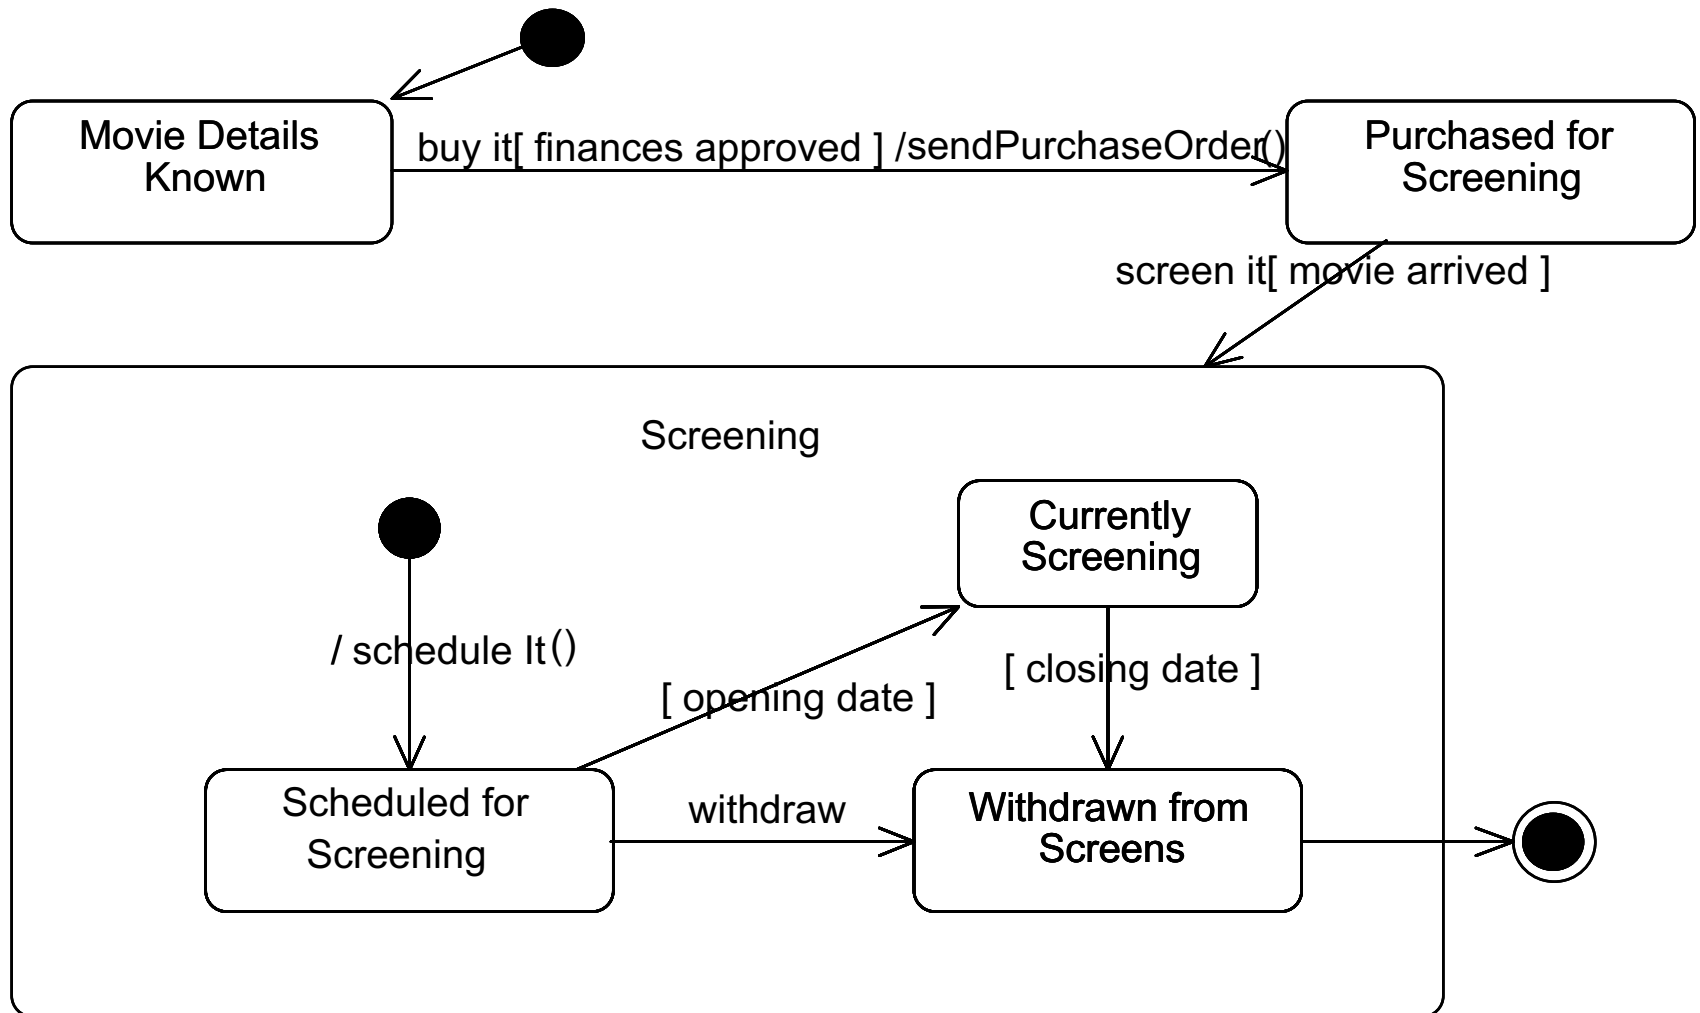 Movie Details
Known
buy it[ finances approved ] /sendPurchaseOrder()
Purchased for
Screening
screen it[ movie arrived ]
Screening
Currently
Screening
/ schedule It()
[ opening date ]
[ closing date ]
Scheduled for
Screening
withdraw
Withdrawn from
Screens